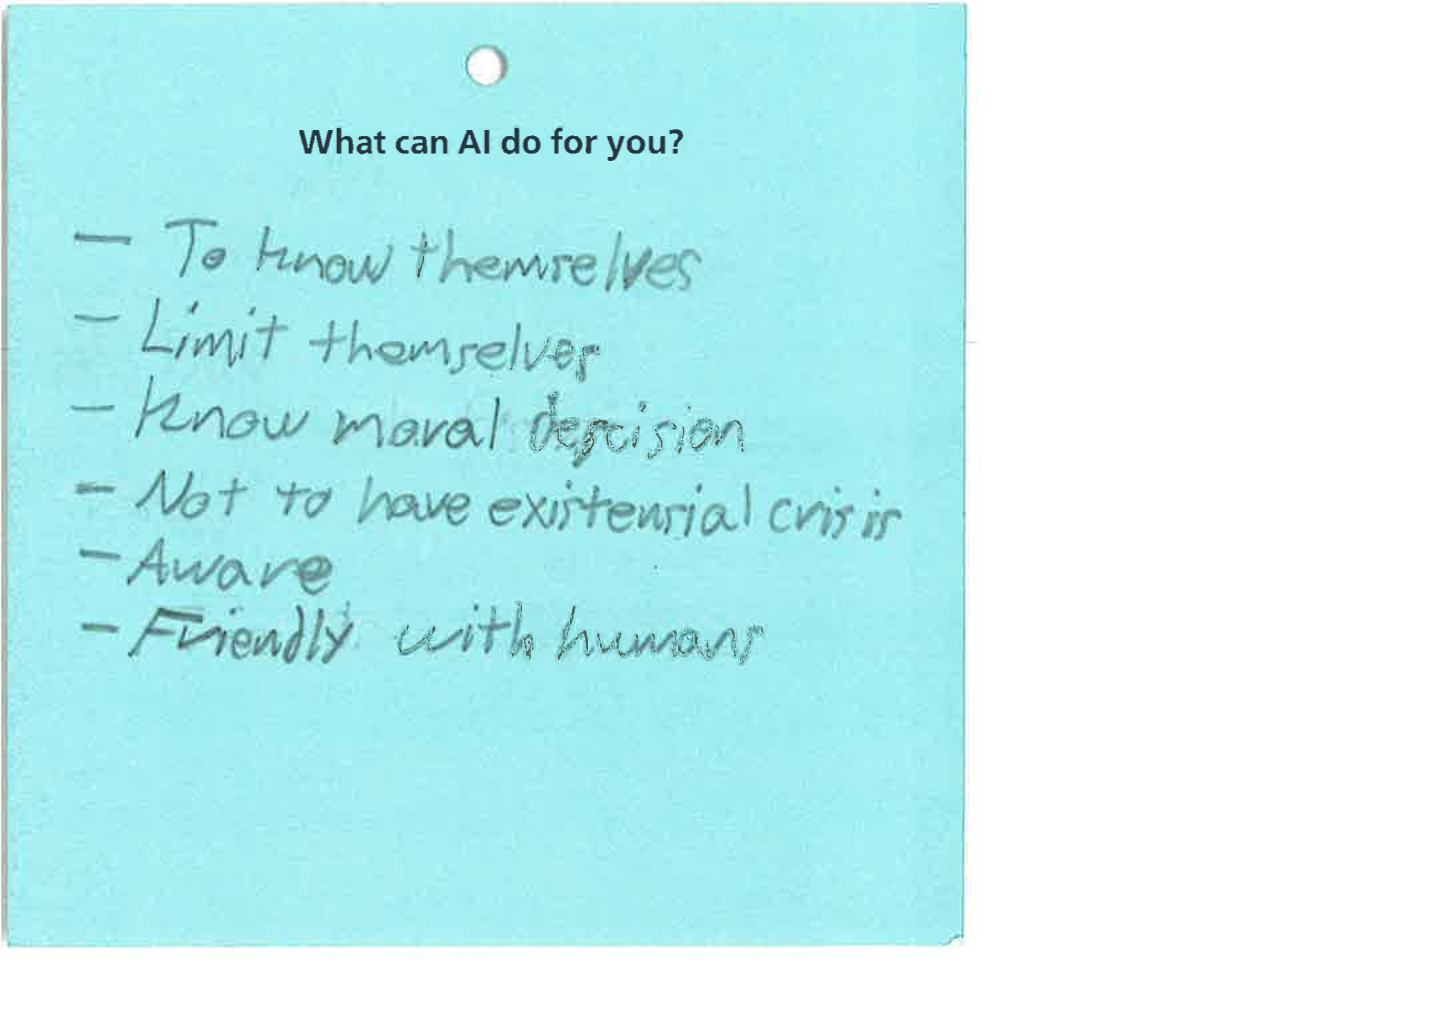 What can AI do for you?
- To know themselves
- Limit themselves
- Know moral descision
- Not to have existensial crisis
- Aware
- Friendly with humans